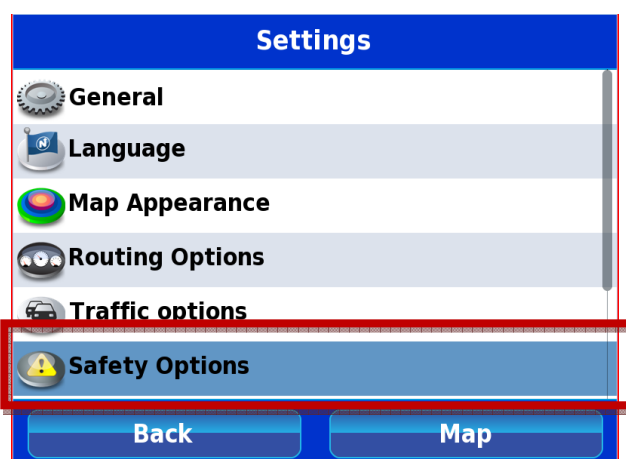 Settings
General
N
Language
Map Appearance
Routing Options
Traffic options
Safety Options
Back
Map